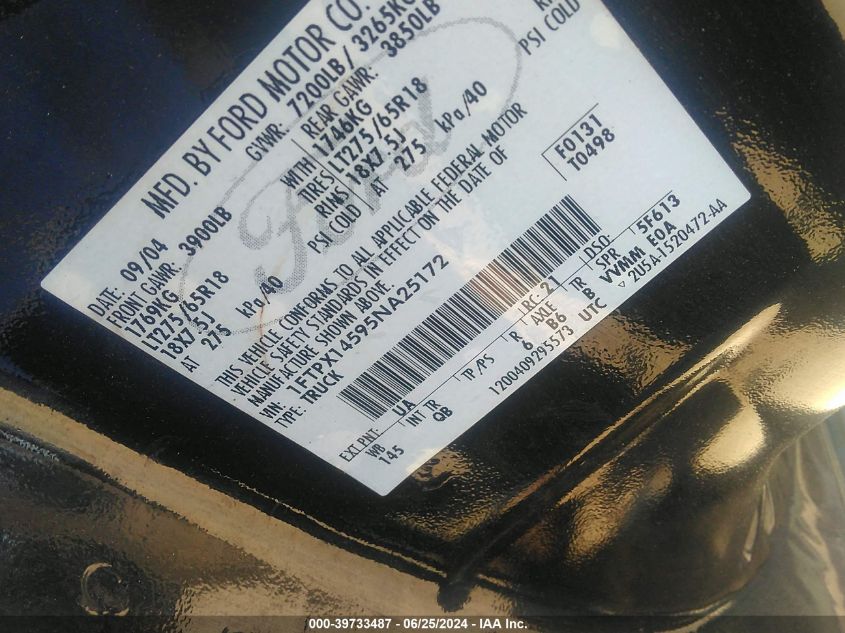 MFD. BY FORD MOTOR CO.
DATE: 09/04 GVWR: 7200LB / 3265KG
FRONT GAWR: 3900LB REAR GAWR: 3850LB
1769KG WITH 1746KG
LT275/65R18 TIRES LT275/65R18
18X7.5J RIMS 18X7.5J
AT 275 kPa/40 PSI COLD AT 275 kPa/40 PSI COLD
THIS VEHICLE CONFORMS TO ALL APPLICABLE FEDERAL MOTOR
VEHICLE SAFETY STANDARDS IN EFFECT ON THE DATE OF
MANUFACTURE SHOWN ABOVE.
VIN: 1FTPX14595NA25172
TYPE: TRUCK
F0131
T0498
Ford
EXT PNT: UA RC: 21 DSO:
WB INT TR TP/PS R AXLE TR SPR 5F613
145 QB 6 B6 B VVMM E0A
1200409295573 UTC ▽ 2U5A-1520472-AA
000-39733487 - 06/25/2024 - IAA Inc.